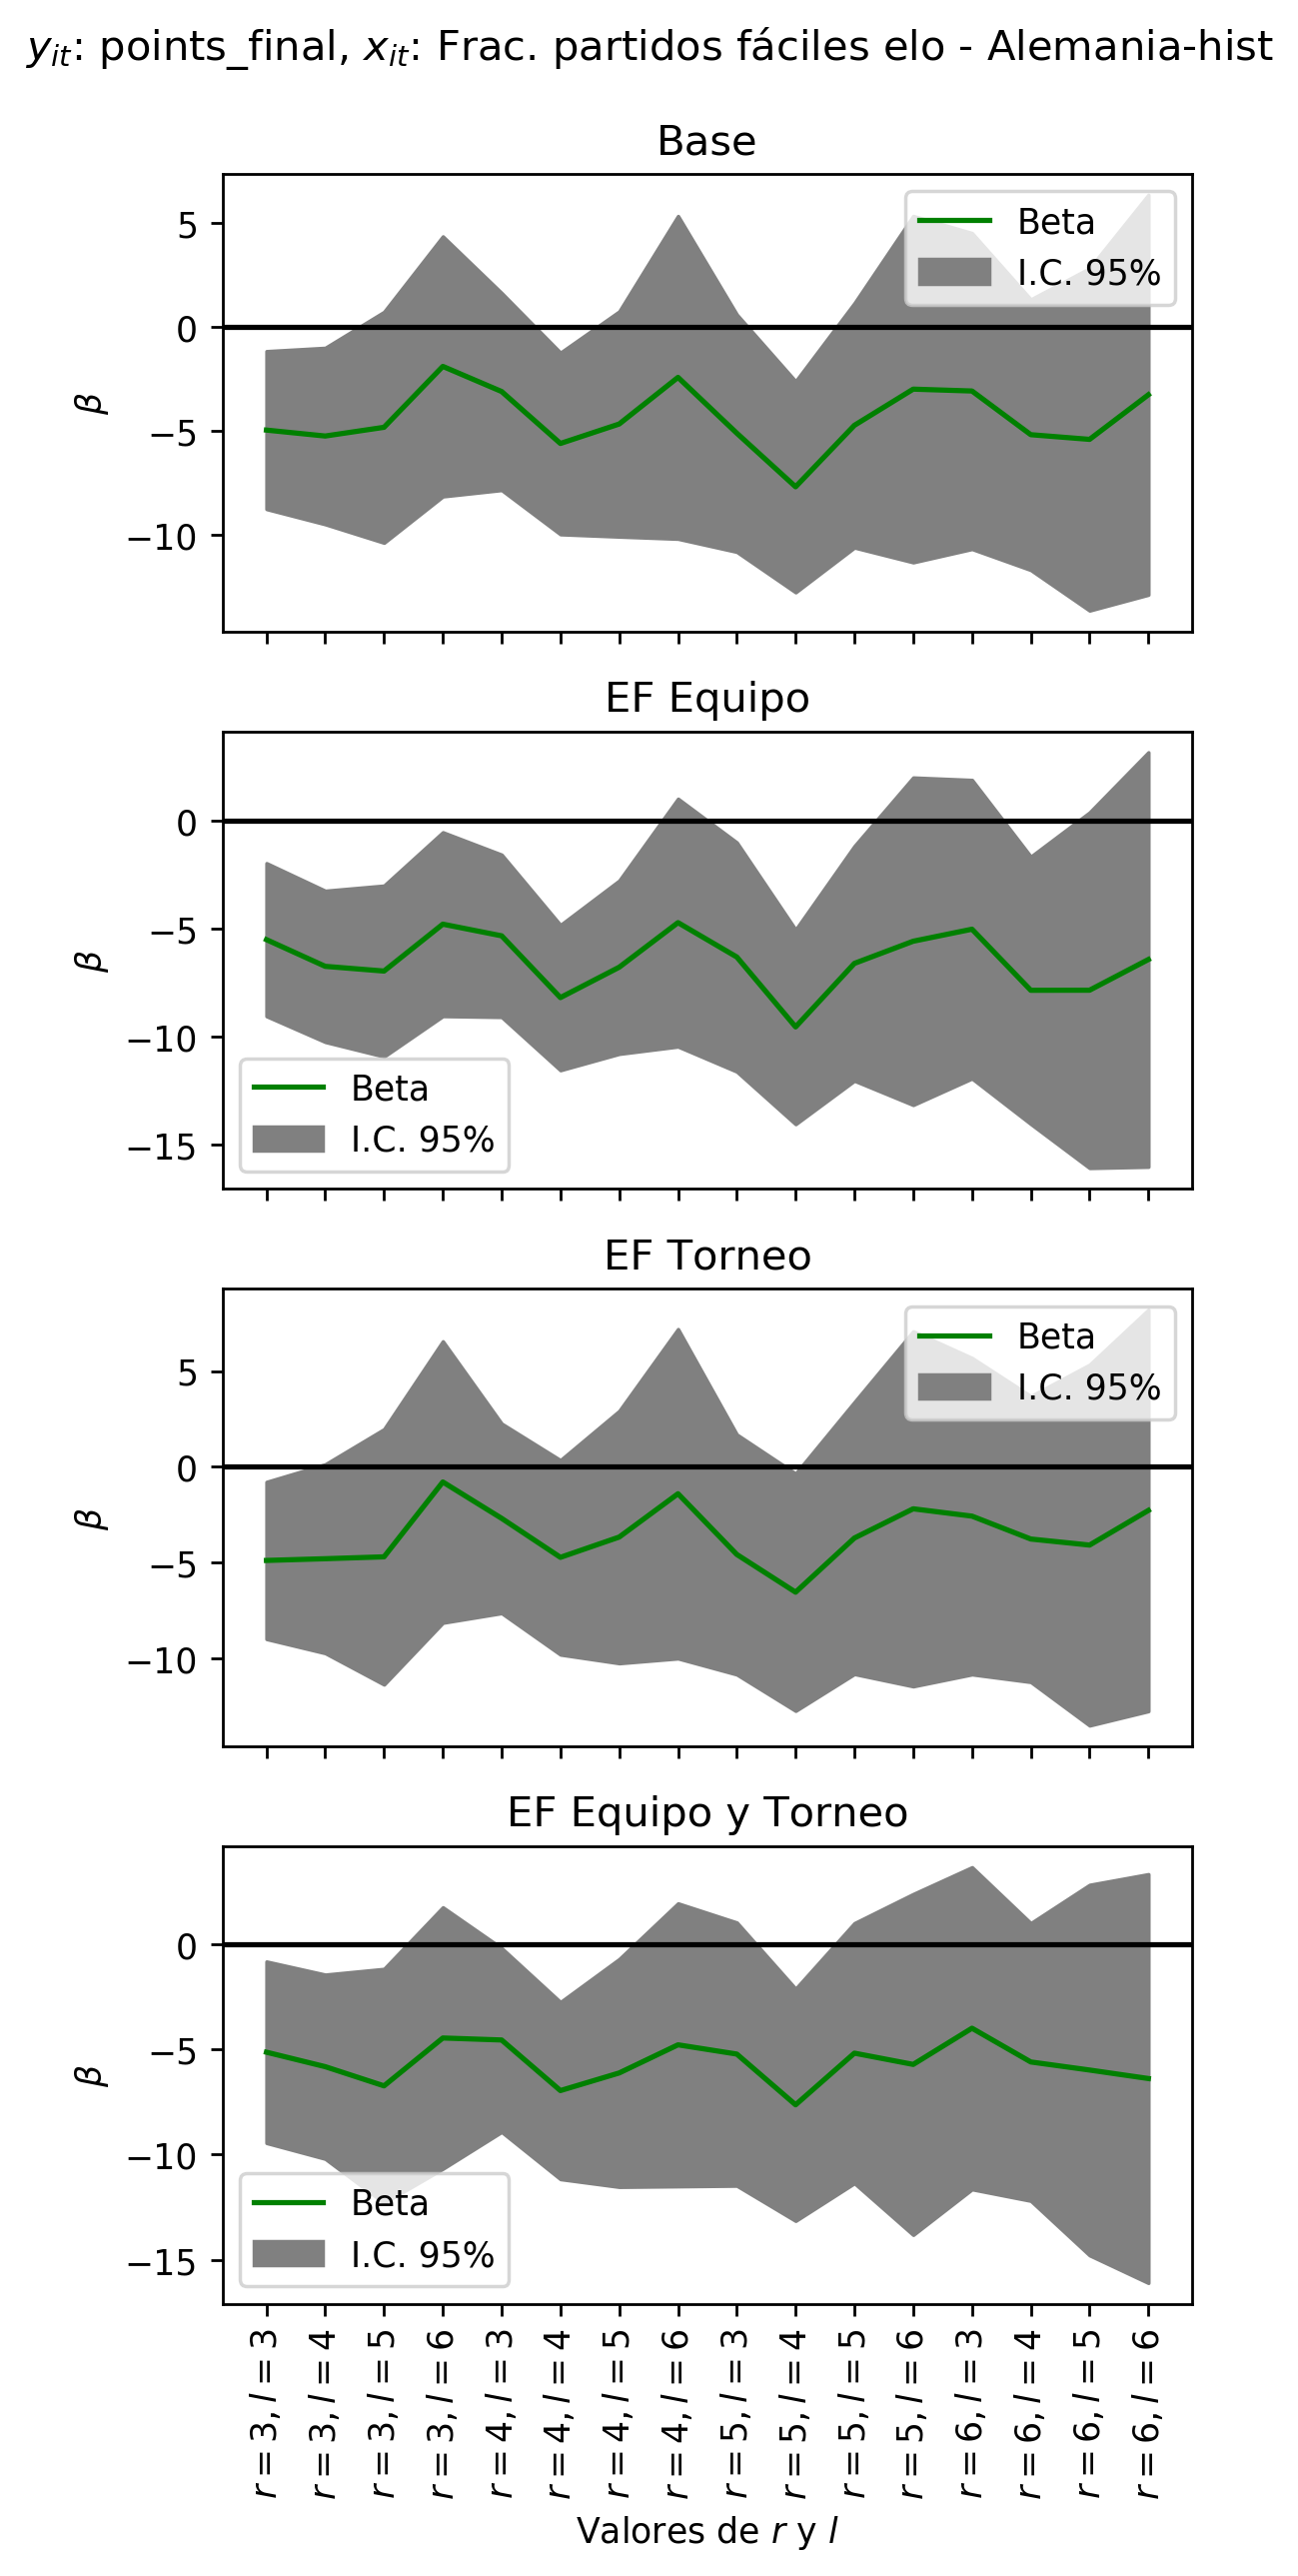 y_it: points_final, x_it: Frac. partidos fáciles elo - Alemania-hist
Base
5
0
−5
−10
β
Beta
I.C. 95%
EF Equipo
0
−5
−10
−15
β
Beta
I.C. 95%
EF Torneo
5
0
−5
−10
β
Beta
I.C. 95%
EF Equipo y Torneo
0
−5
−10
−15
β
Beta
I.C. 95%
r = 3, l = 3
r = 3, l = 4
r = 3, l = 5
r = 3, l = 6
r = 4, l = 3
r = 4, l = 4
r = 4, l = 5
r = 4, l = 6
r = 5, l = 3
r = 5, l = 4
r = 5, l = 5
r = 5, l = 6
r = 6, l = 3
r = 6, l = 4
r = 6, l = 5
r = 6, l = 6
Valores de r y l